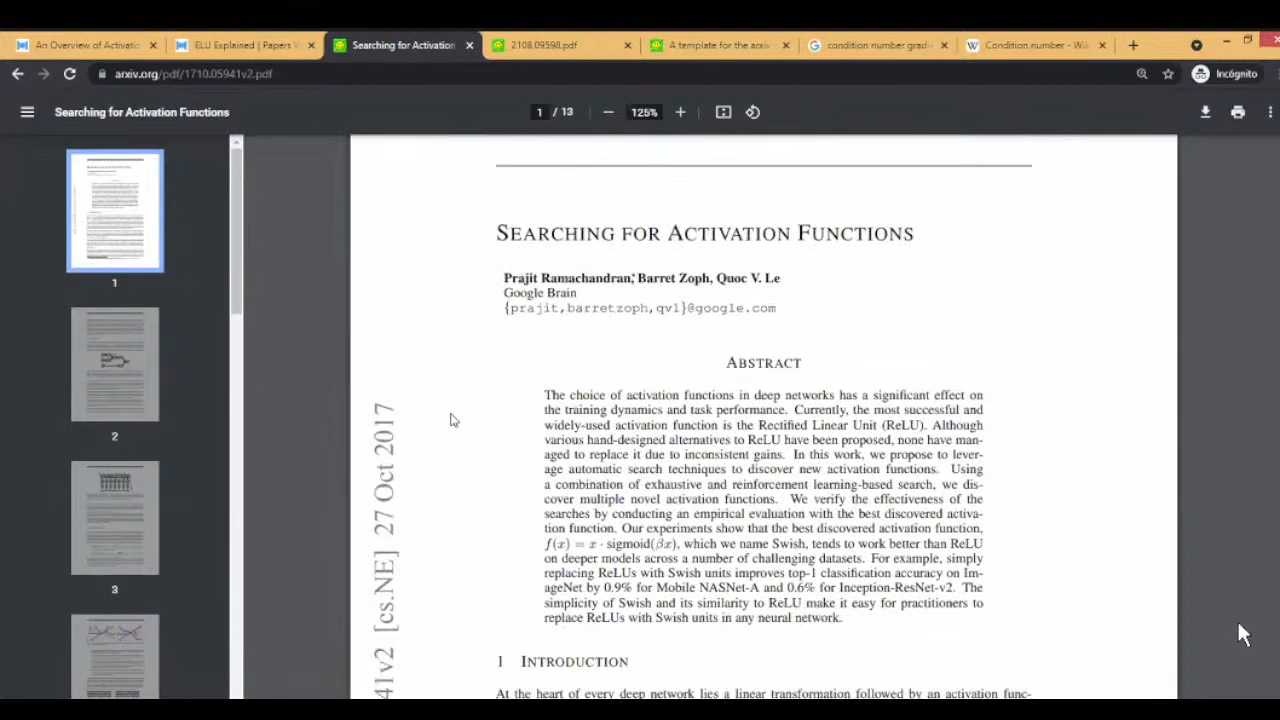 An Overview of Activatio
ELU Explained | Papers W
Searching for Activation
2108.09598.pdf
A template for the arxiv
condition number gradi
Condition number - Wik
arxiv.org/pdf/1710.05941v2.pdf
Incógnito
Searching for Activation Functions
1 / 13
125%
SEARCHING FOR ACTIVATION FUNCTIONS
Prajit Ramachandran,* Barret Zoph, Quoc V. Le
Google Brain
{prajit,barretzoph,qvl}@google.com
ABSTRACT
The choice of activation functions in deep networks has a significant effect on
the training dynamics and task performance. Currently, the most successful and
widely-used activation function is the Rectified Linear Unit (ReLU). Although
various hand-designed alternatives to ReLU have been proposed, none have man-
aged to replace it due to inconsistent gains. In this work, we propose to lever-
age automatic search techniques to discover new activation functions. Using
a combination of exhaustive and reinforcement learning-based search, we dis-
cover multiple novel activation functions. We verify the effectiveness of the
searches by conducting an empirical evaluation with the best discovered activa-
tion function. Our experiments show that the best discovered activation function,
f(x) = x · sigmoid(βx), which we name Swish, tends to work better than ReLU
on deeper models across a number of challenging datasets. For example, simply
replacing ReLUs with Swish units improves top-1 classification accuracy on Im-
ageNet by 0.9% for Mobile NASNet-A and 0.6% for Inception-ResNet-v2. The
simplicity of Swish and its similarity to ReLU make it easy for practitioners to
replace ReLUs with Swish units in any neural network.
1 INTRODUCTION
At the heart of every deep network lies a linear transformation followed by an activation func-
41v2 [cs.NE] 27 Oct 2017
1
2
3